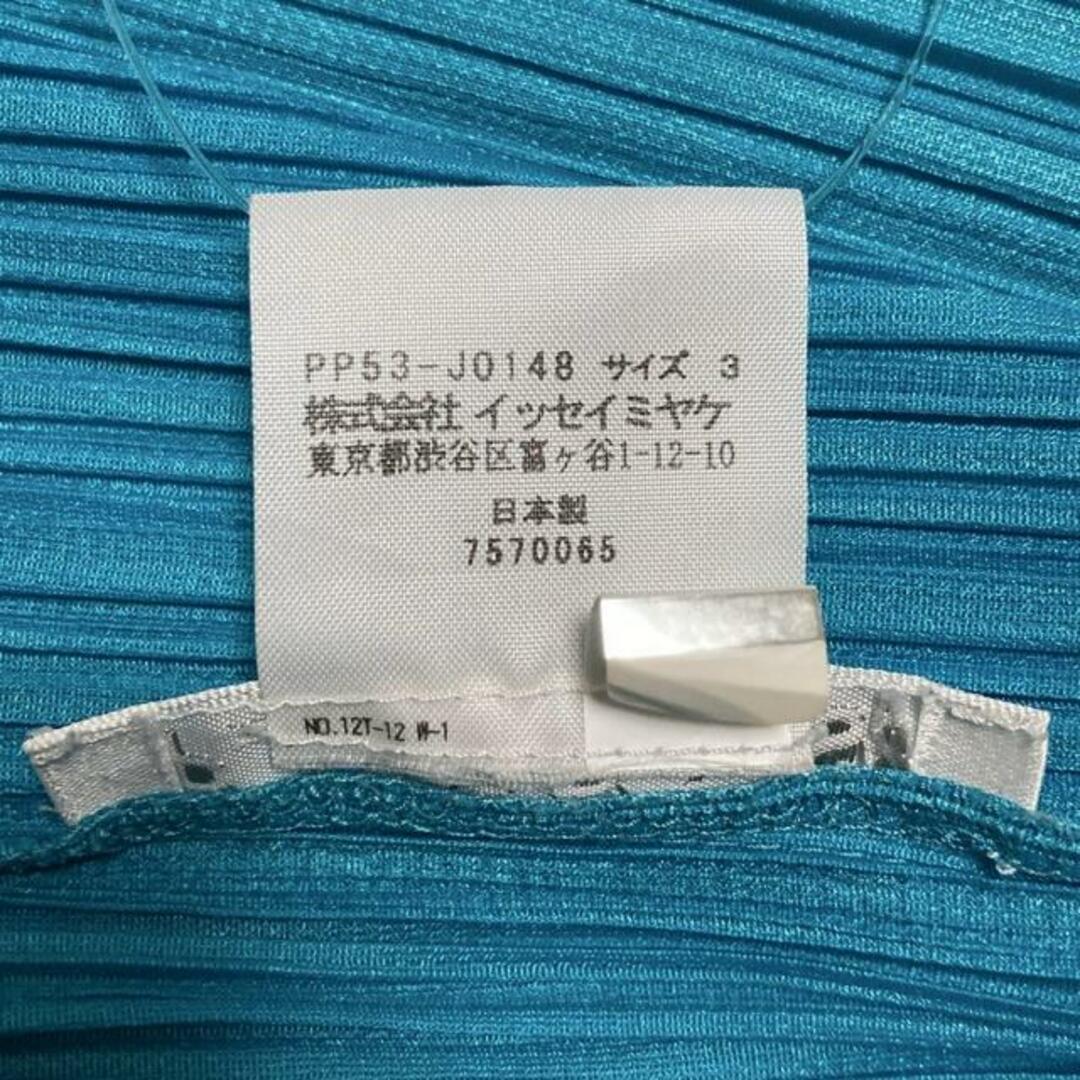 PP53-J0148 サイズ 3
株式会社イッセイミヤケ
東京都渋谷区富ヶ谷1-12-10
日本製
7570065
NO.12T-12 W-1